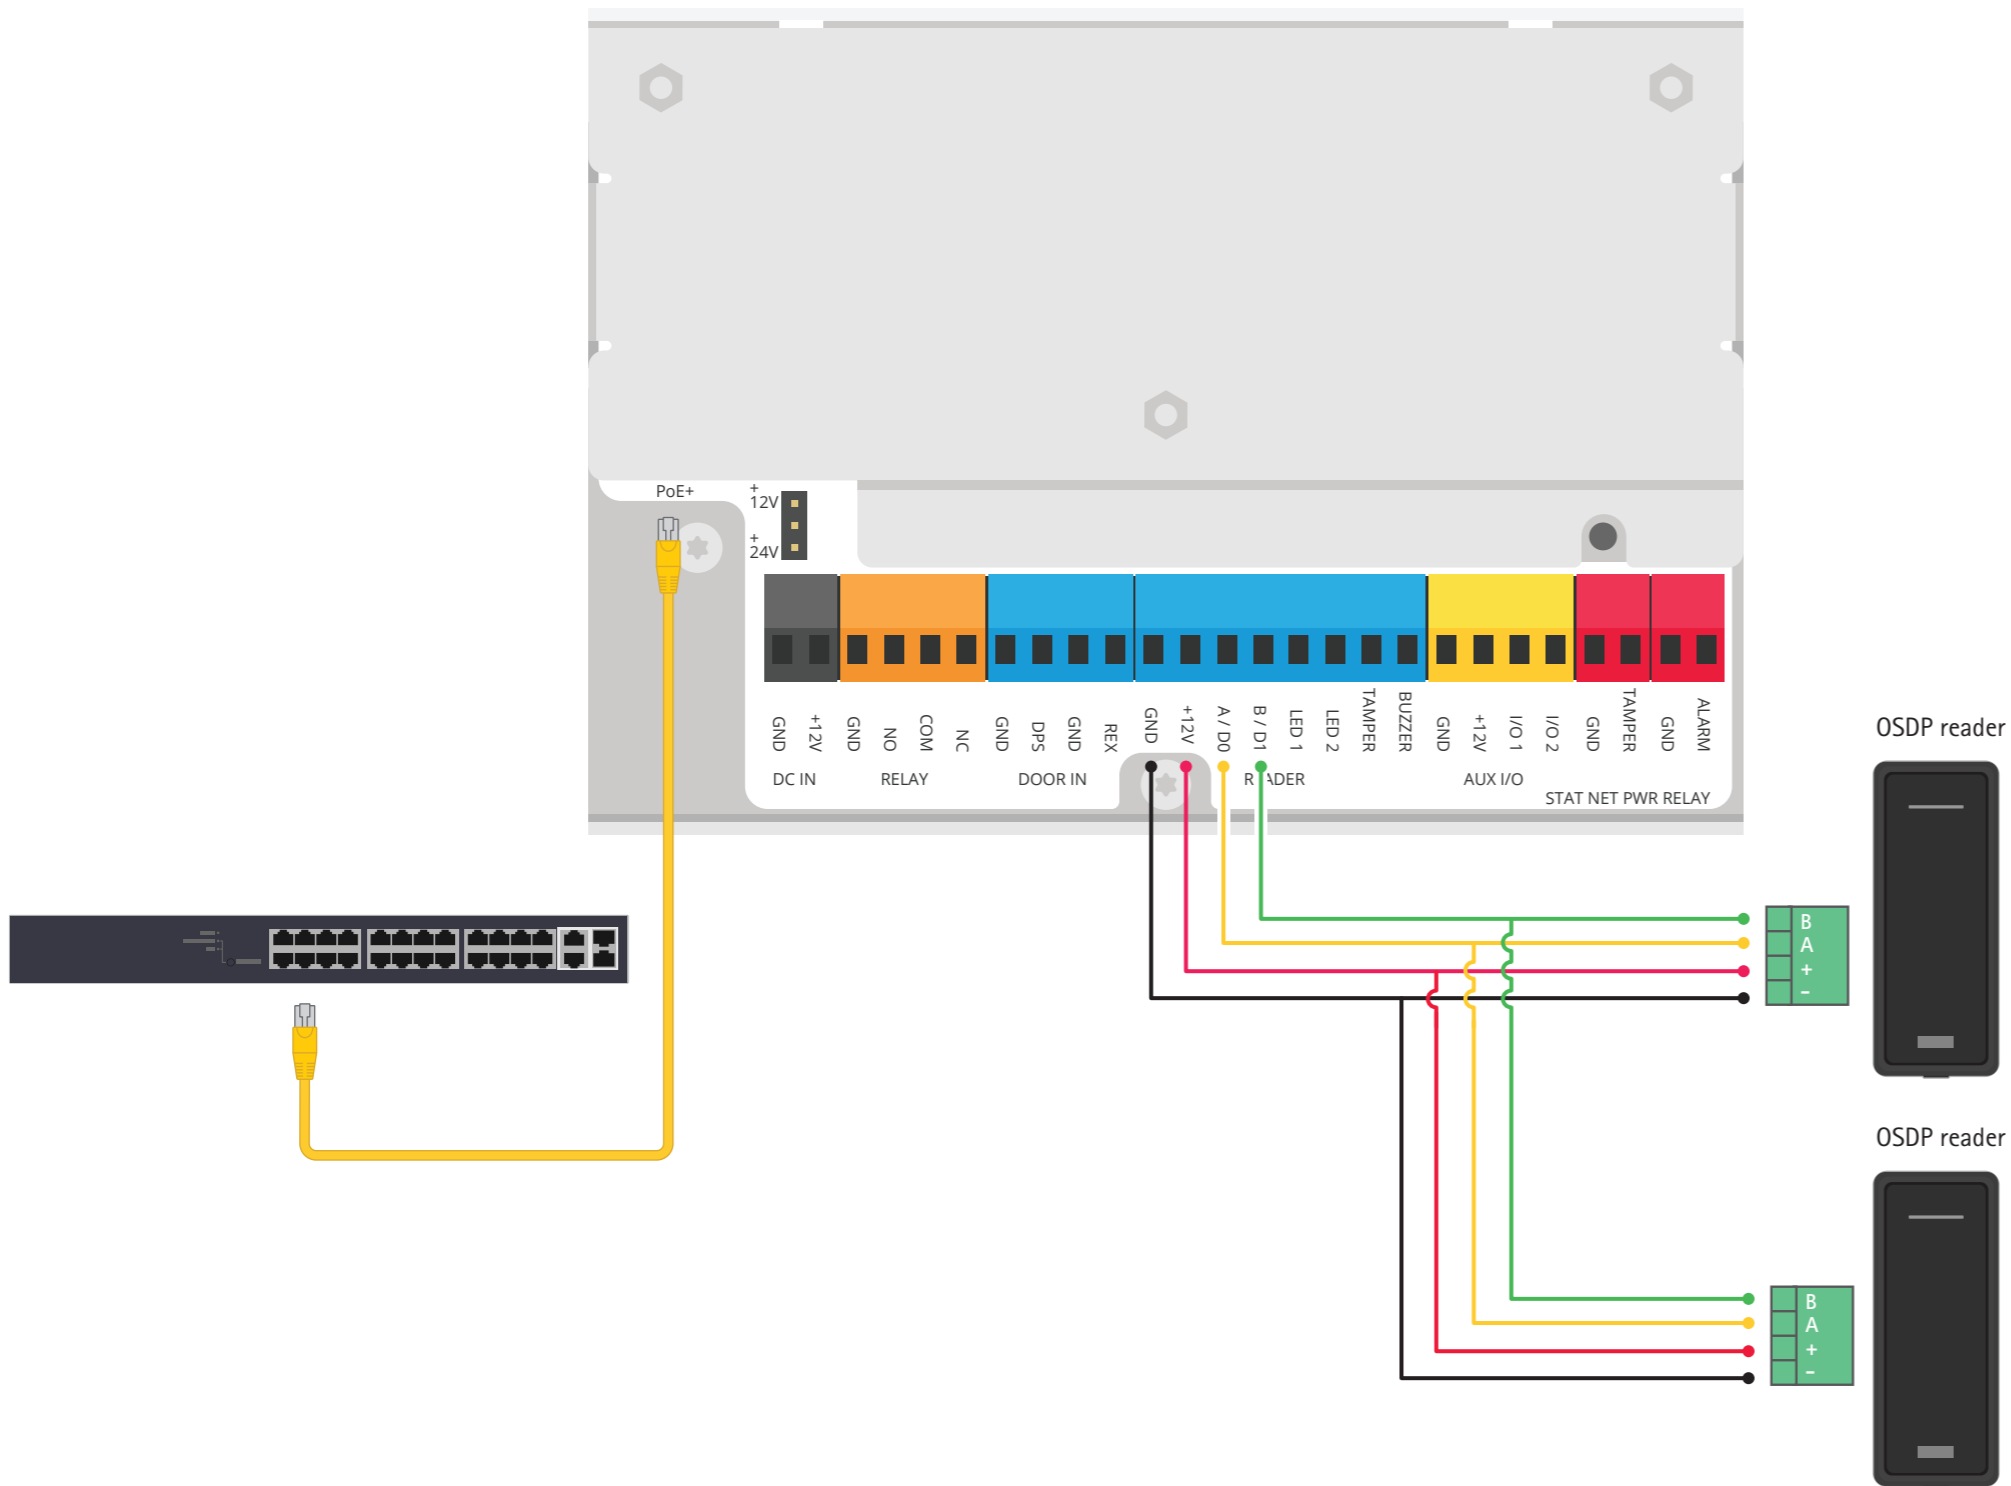 PoE+
+
12V
+
24V
GND
+12V
GND
NO
COM
NC
GND
DPS
GND
REX
GND
+12V
A / D0
B / D1
LED 1
LED 2
TAMPER
BUZZER
GND
+12V
I/O 1
I/O 2
GND
TAMPER
GND
ALARM
DC IN
RELAY
DOOR IN
AUX I/O
STAT NET PWR RELAY
OSDP reader
B
A
+
−
OSDP reader
B
A
+
−